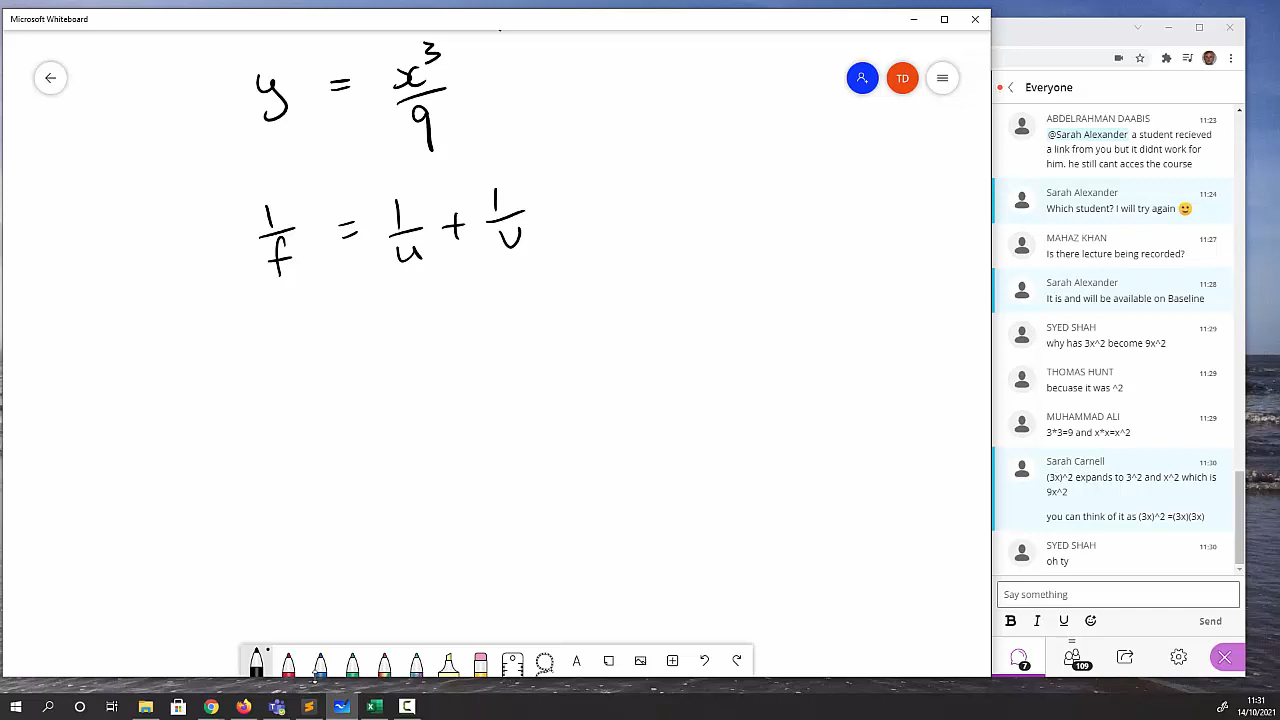 Microsoft Whiteboard
y = x^3/9
1/f = 1/u + 1/v
TD
Everyone
ABDELRAHMAN DAABIS 11:23
@Sarah Alexander a student recieved
a link from you but it didnt work for
him. he still cant acces the course
Sarah Alexander 11:24
Which student? I will try again
MAHAZ KHAN 11:27
Is there lecture being recorded?
Sarah Alexander 11:28
It is and will be available on Baseline
SYED SHAH 11:29
why has 3x^2 become 9x^2
THOMAS HUNT 11:29
becuase it was ^2
MUHAMMAD ALI 11:29
3*3=9 and x*x=x^2
Sarah Carnell 11:30
(3x)^2 expands to 3^2 and x^2 which is
9x^2
you can think of it as (3x)^2 =(3x)(3x)
SYED SHAH 11:30
oh ty
Say something
B I U Send
7 109
A
11:31
14/10/2021